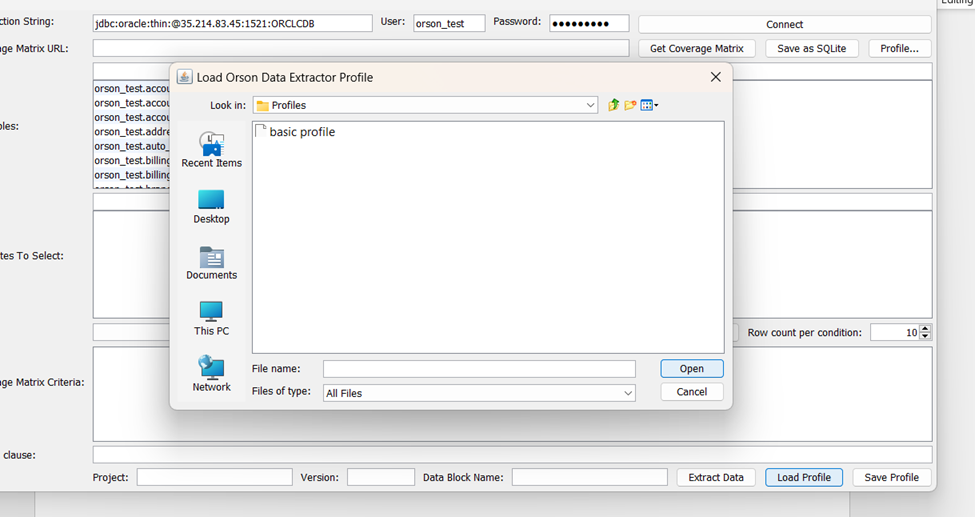 Editing
ction String:
jdbc:oracle:thin:@35.214.83.45:1521:ORCLCDB
User:
orson_test
Password:
●●●●●●●●●
Connect
ge Matrix URL:
Get Coverage Matrix
Save as SQLite
Profile...
Load Orson Data Extractor Profile
Look in:
Profiles
basic profile
Recent Items
Desktop
Documents
This PC
Network
File name:
Open
Files of type:
All Files
Cancel
bles:
orson_test.accou
orson_test.accou
orson_test.accou
orson_test.addre
orson_test.auto_
orson_test.billing
orson_test.billing
tes To Select:
Row count per condition:
10
ge Matrix Criteria:
clause:
Project:
Version:
Data Block Name:
Extract Data
Load Profile
Save Profile